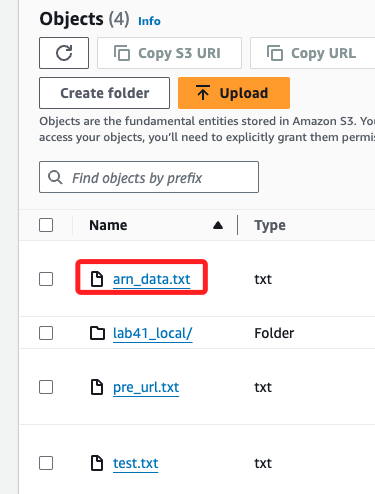 Objects (4) Info
Copy S3 URI Copy URL
Create folder Upload
Objects are the fundamental entities stored in Amazon S3. You
access your objects, you'll need to explicitly grant them permis
Find objects by prefix
Name Type
arn_data.txt txt
lab41_local/ Folder
pre_url.txt txt
test.txt txt